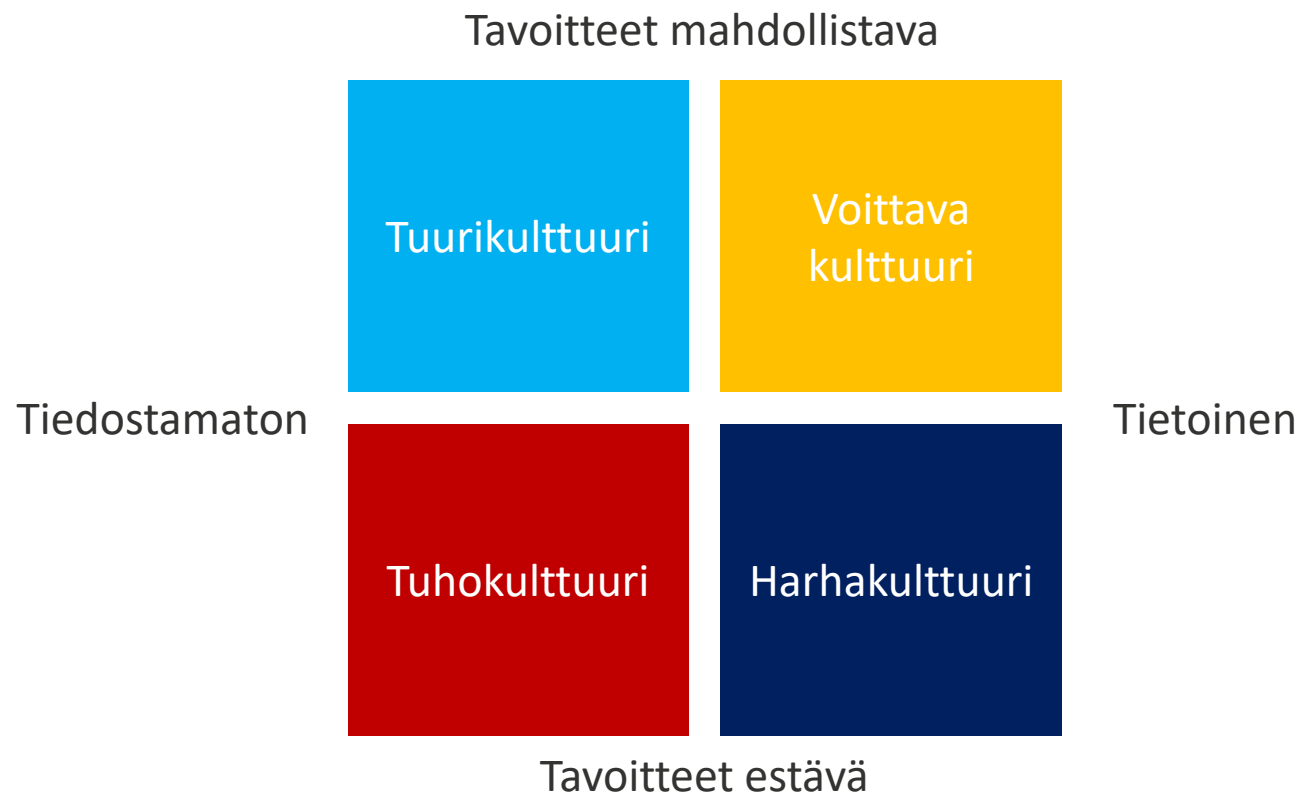 Tavoitteet mahdollistava
Tuurikulttuuri
Voittava
kulttuuri
Tiedostamaton
Tietoinen
Tuhokulttuuri
Harhakulttuuri
Tavoitteet estävä